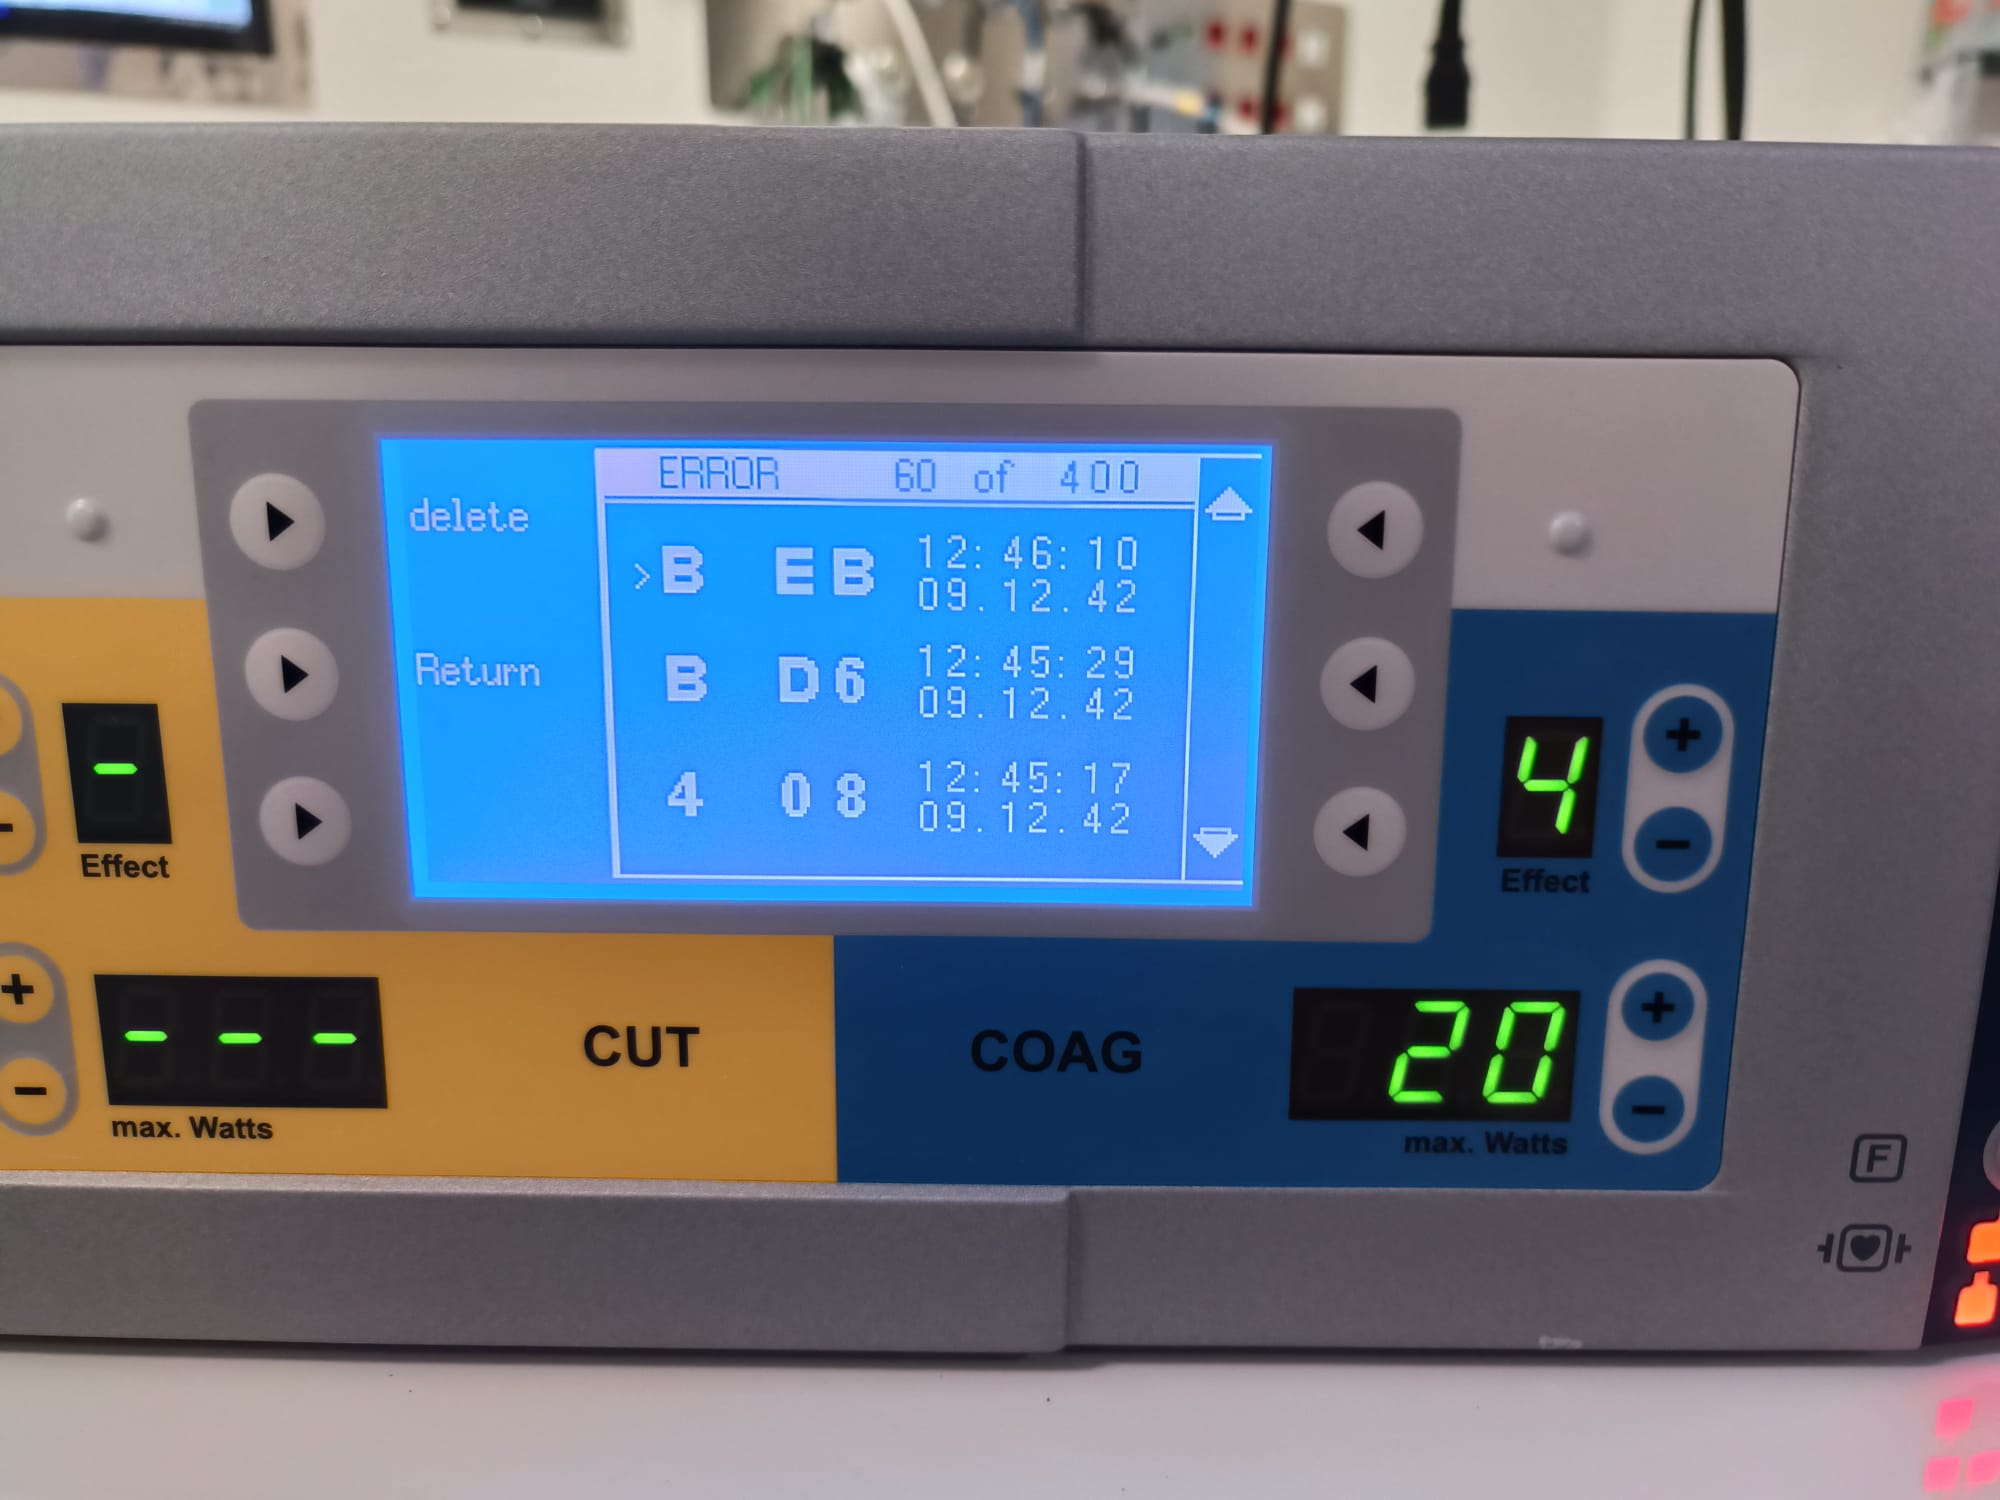 ERROR 60 of 400
delete
>B EB 12:46:10
09.12.42
Return
B D6 12:45:29
09.12.42
4 08 12:45:17
09.12.42
-
Effect
4
+
-
Effect
+
-
- - -
max. Watts
CUT
COAG
20
+
-
max. Watts
F